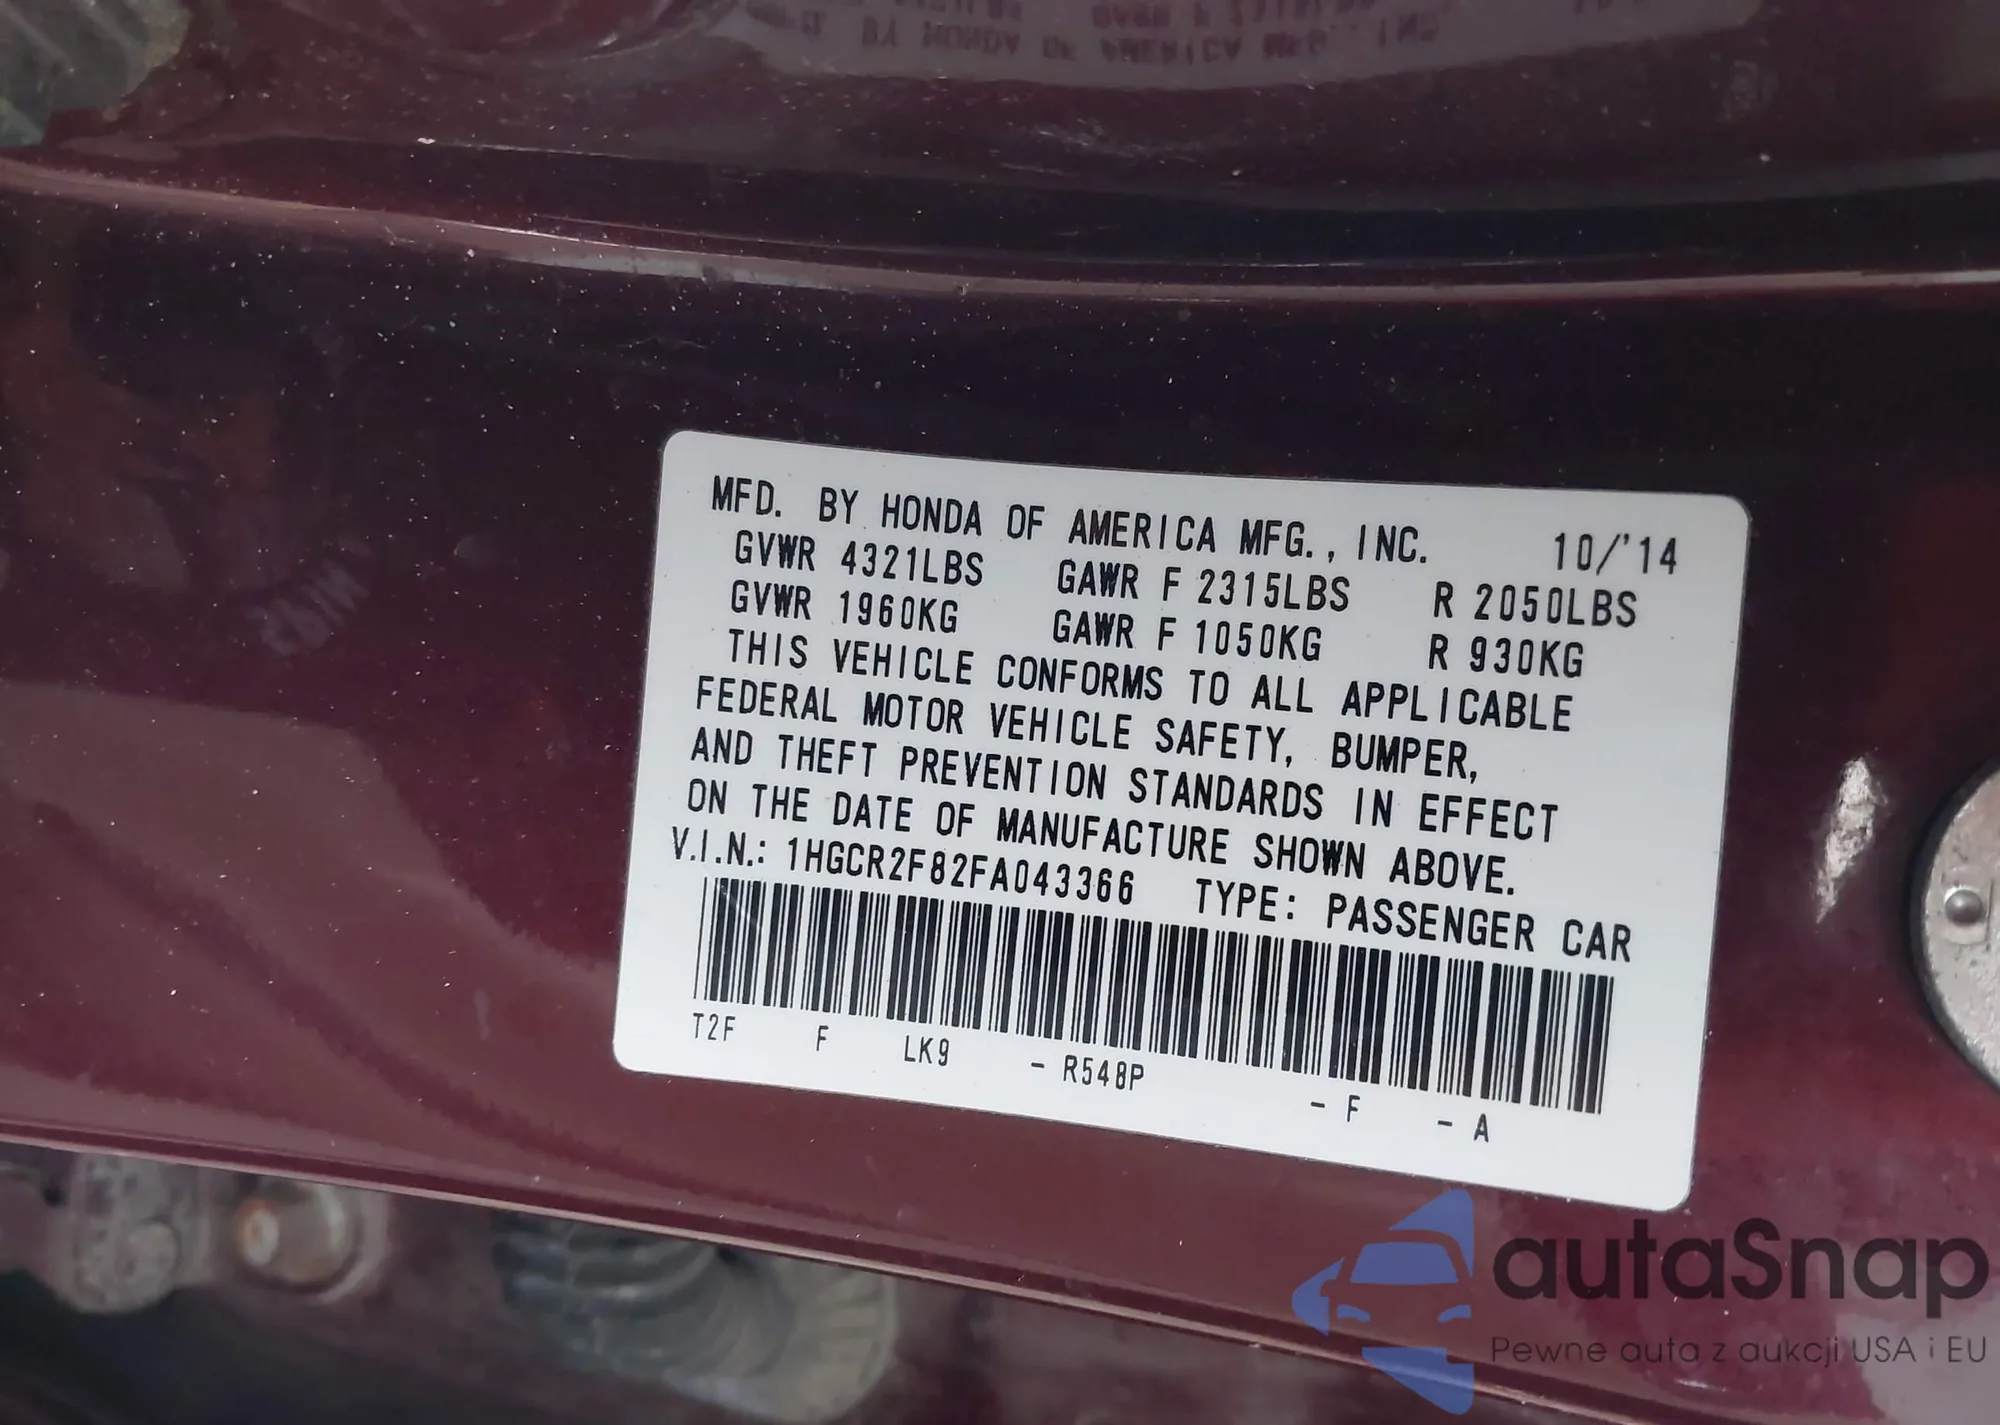 MFD. BY HONDA OF AMERICA MFG., INC. 10/'14
GVWR 4321LBS GAWR F 2315LBS R 2050LBS
GVWR 1960KG GAWR F 1050KG R 930KG
THIS VEHICLE CONFORMS TO ALL APPLICABLE
FEDERAL MOTOR VEHICLE SAFETY, BUMPER,
AND THEFT PREVENTION STANDARDS IN EFFECT
ON THE DATE OF MANUFACTURE SHOWN ABOVE.
V.I.N.: 1HGCR2F82FA043366 TYPE: PASSENGER CAR
T2F F LK9 - R548P - F - A
autaSnap
Pewne auta z aukcji USA i EU